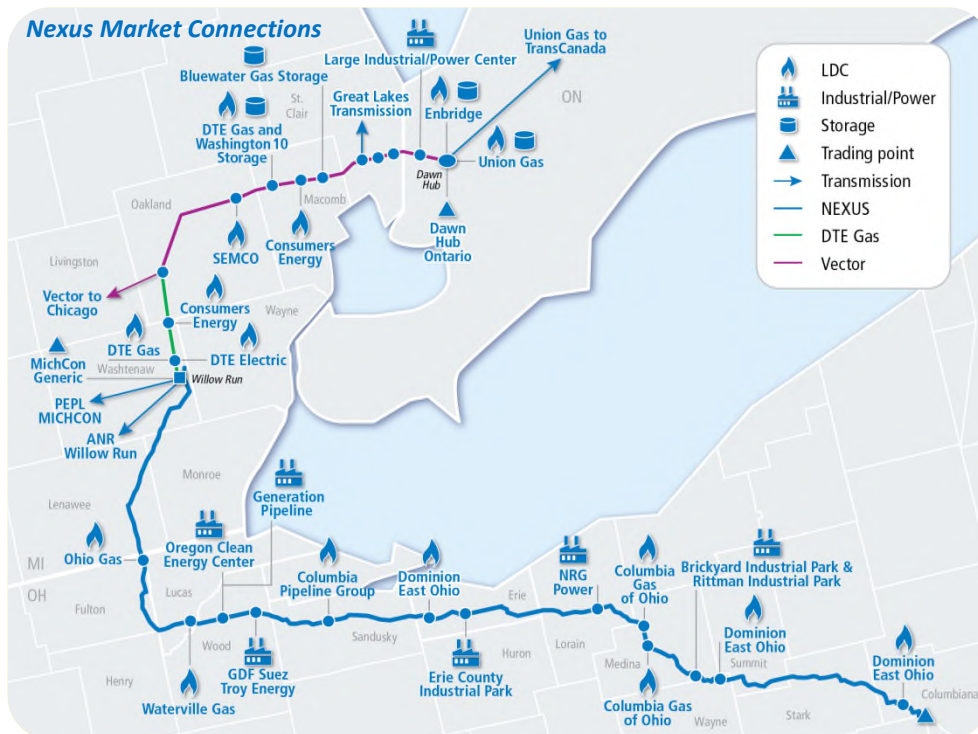 Nexus Market Connections
Union Gas to
TransCanada
Large Industrial/Power Center
Bluewater Gas Storage
St.
Clair
Great Lakes
Transmission
Enbridge
ON
DTE Gas and
Washington 10
Storage
Union Gas
Dawn
Hub
Oakland
Macomb
SEMCO
Consumers
Energy
Dawn
Hub
Ontario
Livingston
Vector to
Chicago
Consumers
Energy
Wayne
DTE Gas
DTE Electric
MichCon
Generic
Washtenaw
Willow Run
PEPL
MICHCON
ANR
Willow Run
LDC
Industrial/Power
Storage
Trading point
Transmission
NEXUS
DTE Gas
Vector
Monroe
Lenawee
Generation
Pipeline
Ohio Gas
Oregon Clean
Energy Center
MI
OH
Lucas
Fulton
Columbia
Pipeline Group
Dominion
East Ohio
Erie
NRG
Power
Columbia
Gas
of Ohio
Brickyard Industrial Park &
Rittman Industrial Park
Wood
Sandusky
Huron
Lorain
Medina
Dominion
East Ohio
Summit
Dominion
East Ohio
Columbiana
Henry
Waterville Gas
GDF Suez
Troy Energy
Erie County
Industrial Park
Columbia Gas
of Ohio
Wayne
Stark